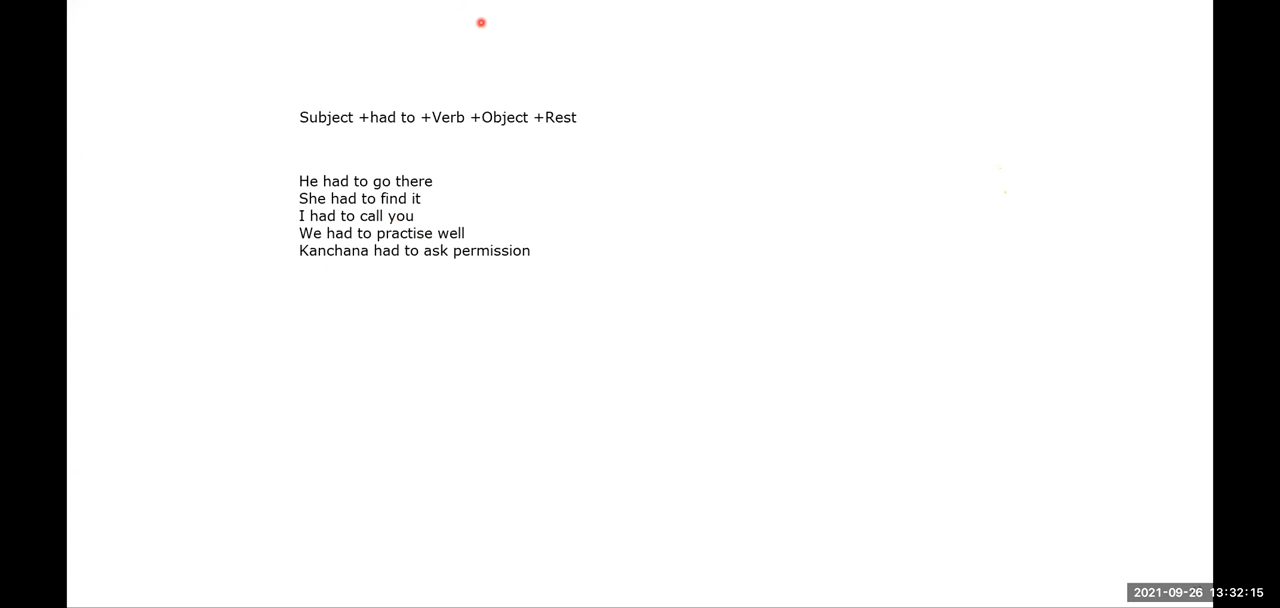 Subject +had to +Verb +Object +Rest
He had to go there
She had to find it
I had to call you
We had to practise well
Kanchana had to ask permission
2021-09-26 13:32:15